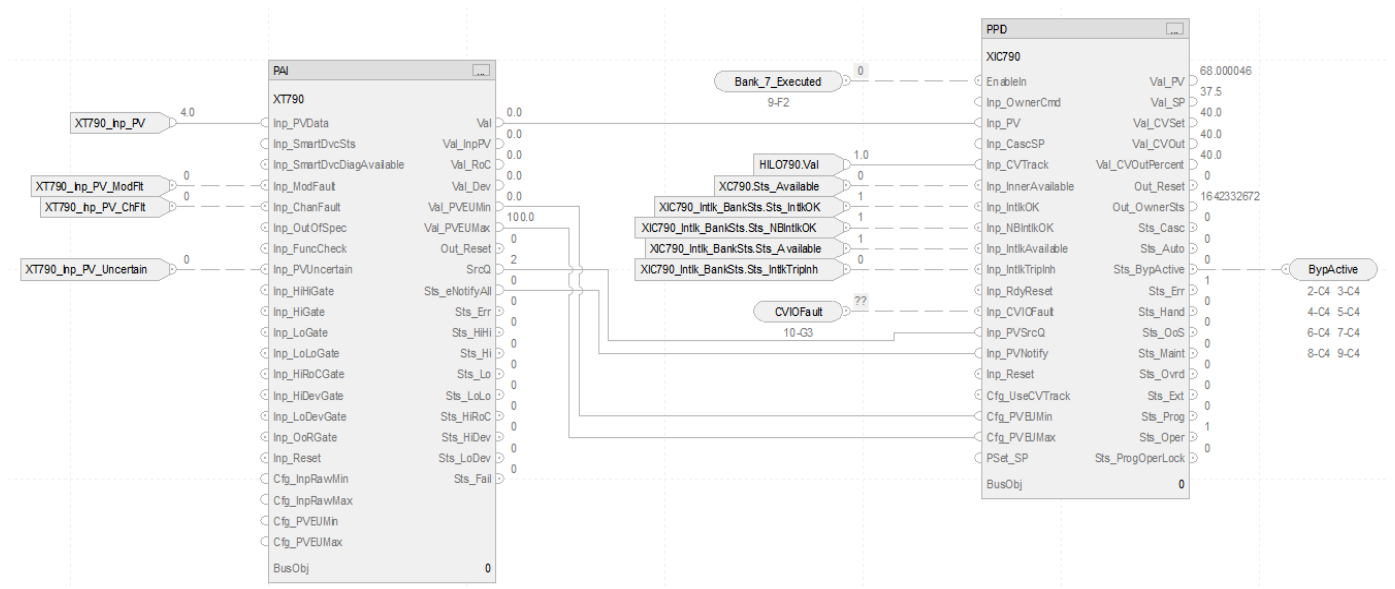 PAI ...
XT790
XT790_Inp_PV 4.0 Inp_PVData Val 0.0
Inp_SmartDvcSts Val_InpPV 0.0
Inp_SmartDvcDiagAvailable Val_RoC 0.0
XT790_Inp_PV_ModFlt 0 Inp_ModFault Val_Dev 0.0
XT790_Inp_PV_ChFlt 0 Inp_ChanFault Val_PVEUMin 0.0
Inp_OutOfSpec Val_PVEUMax 100.0
Inp_FuncCheck Out_Reset 0
XT790_Inp_PV_Uncertain 0 Inp_PVUncertain SrcQ 2
Inp_HiHiGate Sts_eNotifyAll 0
Inp_HiGate Sts_Err 0
Inp_LoGate Sts_HiHi 0
Inp_LoLoGate Sts_Hi 0
Inp_HiRoCGate Sts_Lo 0
Inp_HiDevGate Sts_LoLo 0
Inp_LoDevGate Sts_HiRoC 0
Inp_OoRGate Sts_HiDev 0
Inp_Reset Sts_LoDev 0
Cfg_InpRawMin Sts_Fail 0
Cfg_InpRawMax
Cfg_PVEUMin
Cfg_PVEUMax
BusObj 0
PPID ...
XIC790
Bank_7_Executed 0 EnableIn Val_PV 68.000046
9-F2 Inp_OwnerCmd Val_SP 37.5
Inp_PV Val_CVSet 40.0
Inp_CascSP Val_CVOut 40.0
HILO790.Val 1.0 Inp_CVTrack Val_CVOutPercent 40.0
XC790.Sts_Available 0 Inp_InnerAvailable Out_Reset 0
XIC790_Intlk_BankSts.Sts_IntlkOK 1 Inp_IntlkOK Out_OwnerSts 1642332672
XIC790_Intlk_BankSts.Sts_NBIntlkOK 1 Inp_NBIntlkOK Sts_Casc 0
XIC790_Intlk_BankSts.Sts_Available 1 Inp_IntlkAvailable Sts_Auto 0
XIC790_Intlk_BankSts.Sts_IntlkTripInh 0 Inp_IntlkTripInh Sts_BypActive 0 BypActive
Inp_RdyReset Sts_Err 1 2-C4 3-C4
CVIOFault ?? Inp_CVIOFault Sts_Hand 0 4-C4 5-C4
10-G3 Inp_PVSrcQ Sts_OoS 0 6-C4 7-C4
Inp_PVNotify Sts_Maint 0 8-C4 9-C4
Inp_Reset Sts_Ovrd 0
Cfg_UseCVTrack Sts_Ext 0
Cfg_PVEUMin Sts_Prog 0
Cfg_PVEUMax Sts_Oper 1
PSet_SP Sts_ProgOperLock 0
BusObj 0